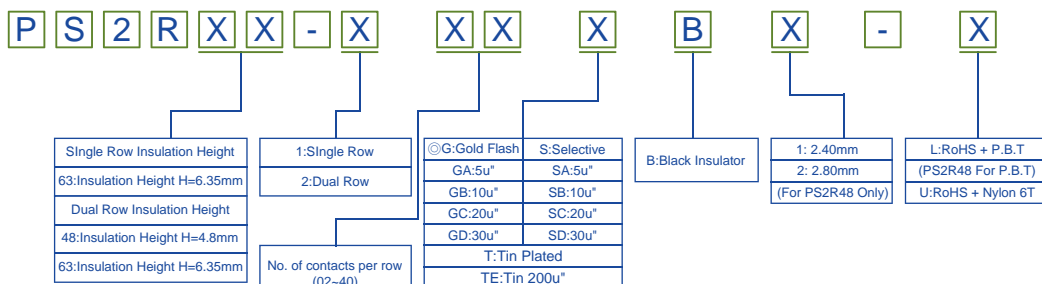 P S 2 R X X - X X X X B X - X
SIngle Row Insulation Height
63:Insulation Height H=6.35mm
Dual Row Insulation Height
48:Insulation Height H=4.8mm
63:Insulation Height H=6.35mm
1:SIngle Row
2:Dual Row
No. of contacts per row
(02~40)
◎G:Gold Flash S:Selective
GA:5u" SA:5u"
GB:10u" SB:10u"
GC:20u" SC:20u"
GD:30u" SD:30u"
T:Tin Plated
TE:Tin 200u"
B:Black Insulator
1: 2.40mm
2: 2.80mm
(For PS2R48 Only)
L:RoHS + P.B.T
(PS2R48 For P.B.T)
U:RoHS + Nylon 6T